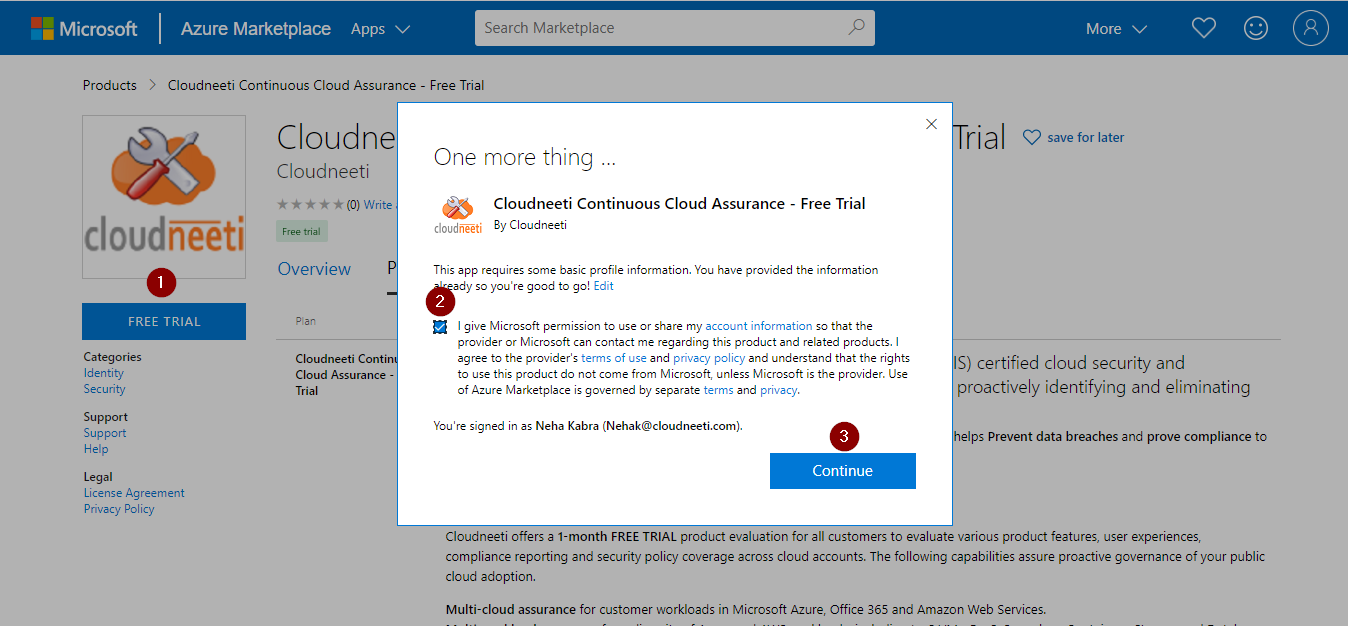 Microsoft
Azure Marketplace
Apps
Search Marketplace
More
Products > Cloudneeti Continuous Cloud Assurance - Free Trial
cloudneeti
1
FREE TRIAL
Categories
Identity
Security
Support
Support
Help
Legal
License Agreement
Privacy Policy
Cloudne
Trial
save for later
Cloudneeti
(0) Write
Free trial
Overview
P
Plan
Cloudneeti Continu
Cloud Assurance -
Trial
One more thing ...
cloudneeti
Cloudneeti Continuous Cloud Assurance - Free Trial
By Cloudneeti
This app requires some basic profile information. You have provided the information
already so you're good to go! Edit
2
I give Microsoft permission to use or share my account information so that the
provider or Microsoft can contact me regarding this product and related products. I
agree to the provider's terms of use and privacy policy and understand that the rights
to use this product do not come from Microsoft, unless Microsoft is the provider. Use
of Azure Marketplace is governed by separate terms and privacy.
You're signed in as Neha Kabra (Nehak@cloudneeti.com).
3
Continue
IS) certified cloud security and
proactively identifying and eliminating
helps Prevent data breaches and prove compliance to
Cloudneeti offers a 1-month FREE TRIAL product evaluation for all customers to evaluate various product features, user experiences,
compliance reporting and security policy coverage across cloud accounts. The following capabilities assure proactive governance of your public
cloud adoption.
Multi-cloud assurance for customer workloads in Microsoft Azure, Office 365 and Amazon Web Services.